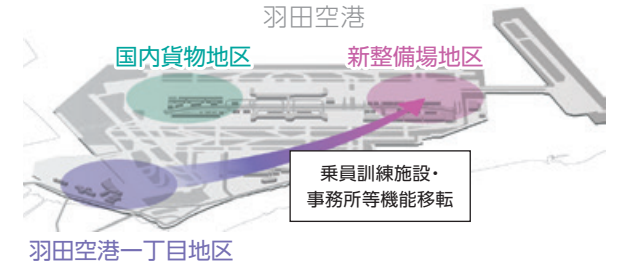 羽田空港
国内貨物地区
新整備場地区
乗員訓練施設・
事務所等機能移転
羽田空港一丁目地区